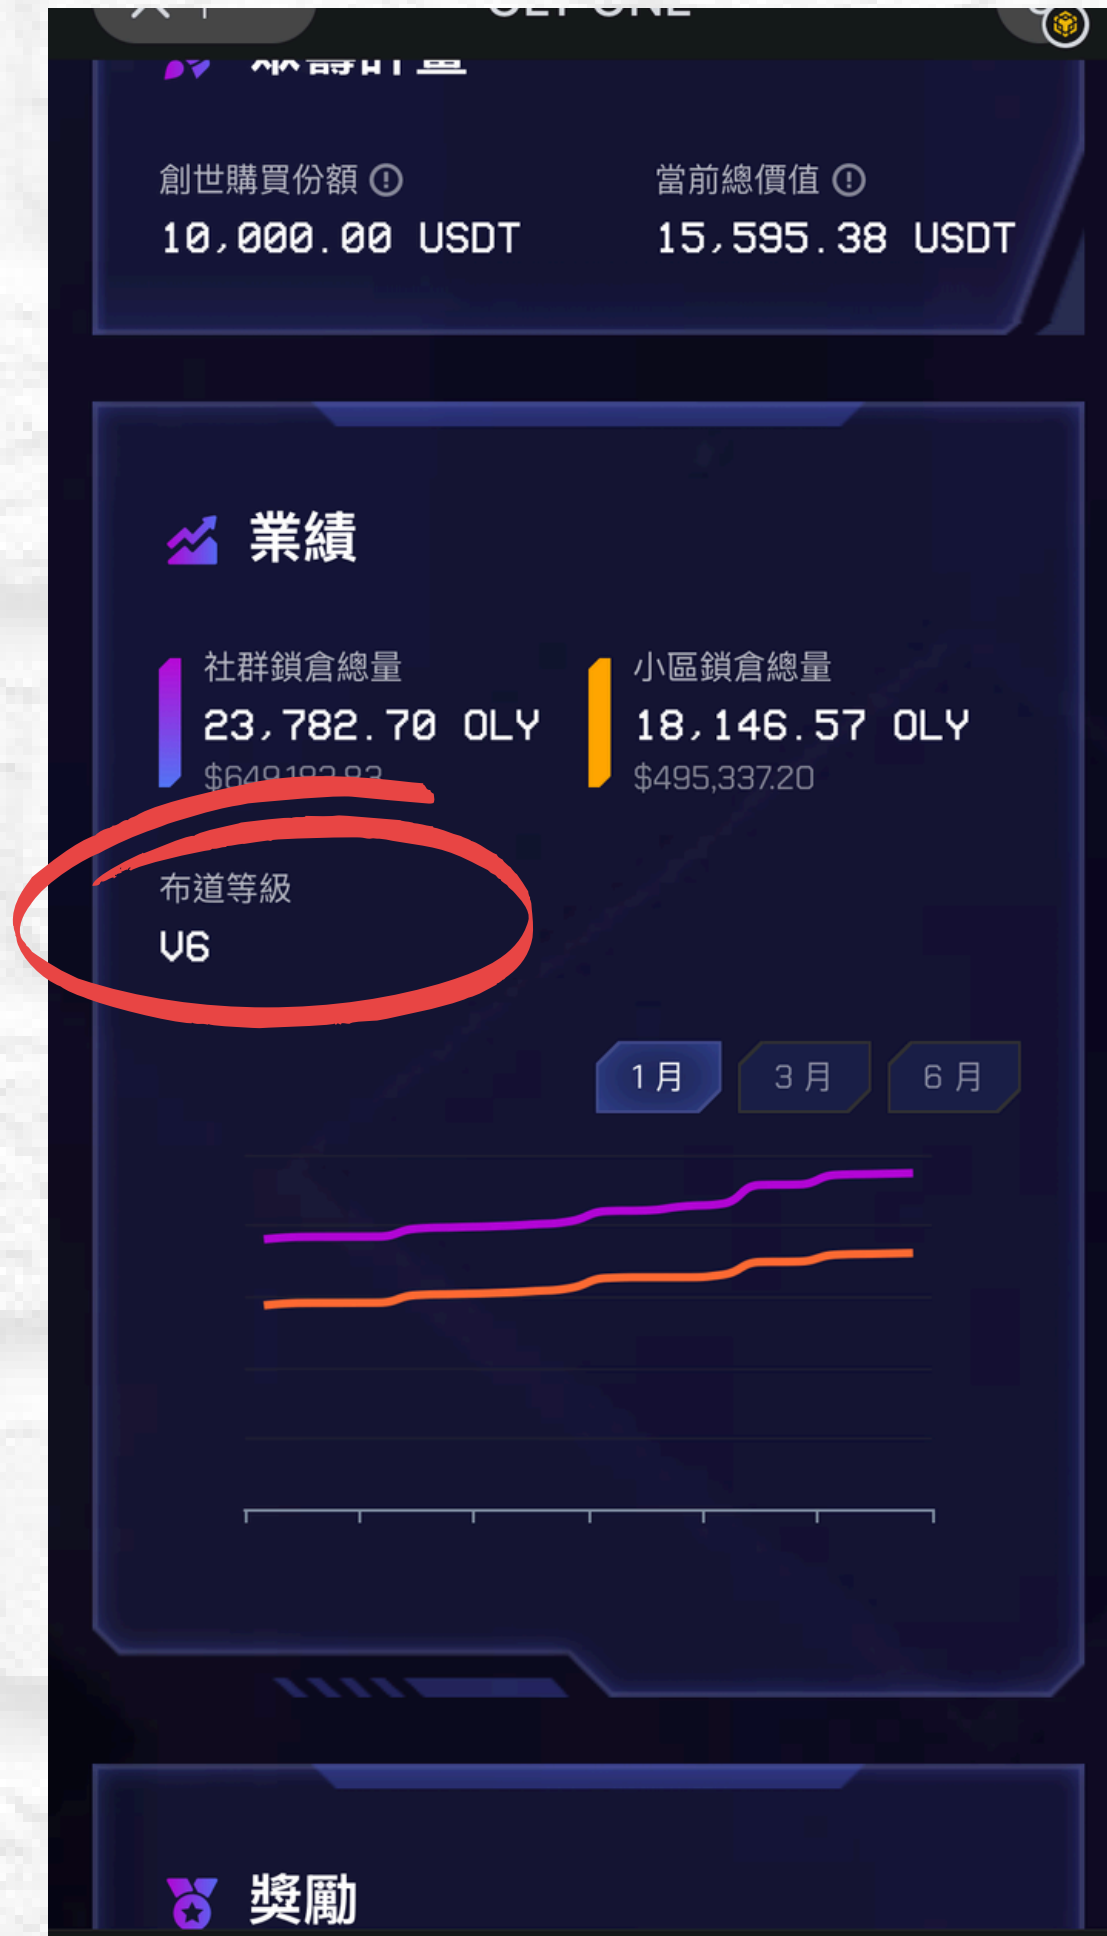 創世購買份額
當前總價值
10,000.00 USDT
15,595.38 USDT
業績
社群鎖倉總量
小區鎖倉總量
23,782.70 OLY
18,146.57 OLY
$495,337.20
布道等級
V6
1月
3月
6月
獎勵